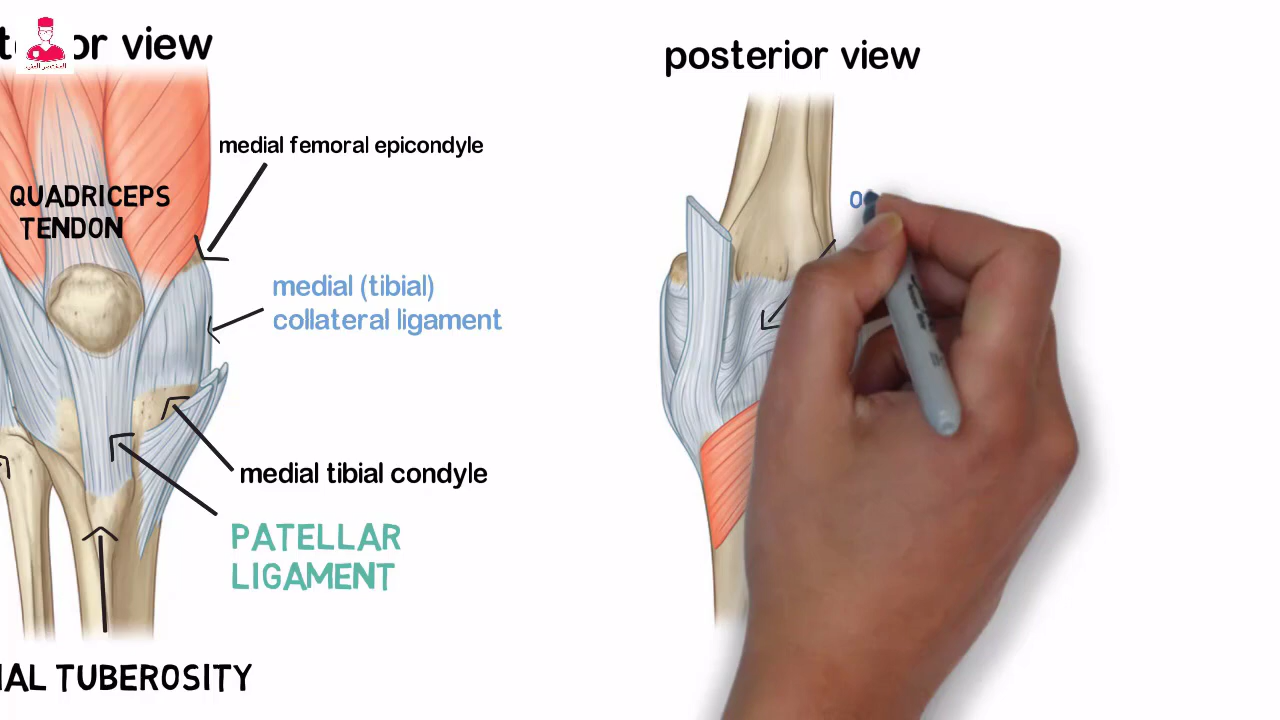 or view
posterior view
medial femoral epicondyle
QUADRICEPS
TENDON
medial (tibial)
collateral ligament
medial tibial condyle
PATELLAR
LIGAMENT
TUBEROSITY